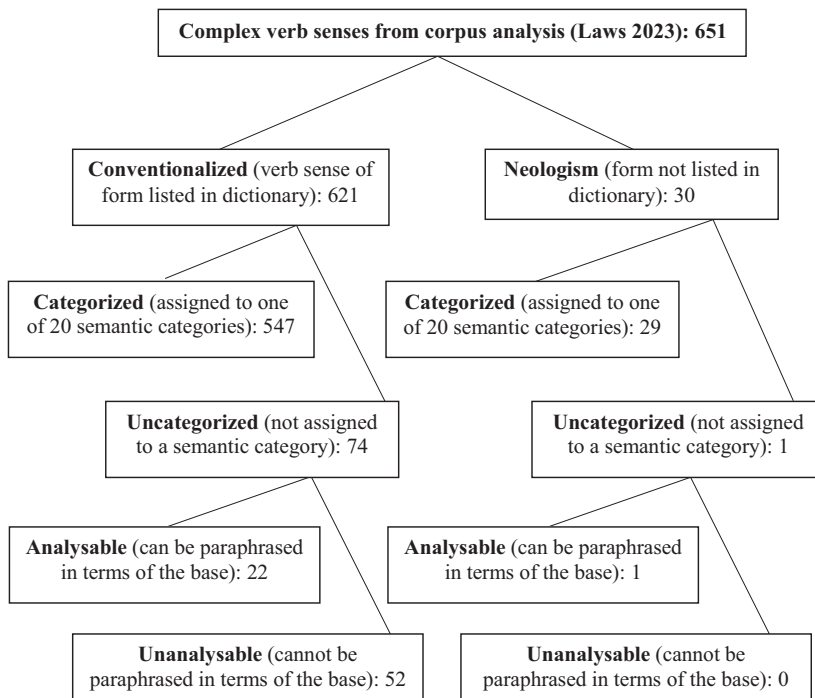 Complex verb senses from corpus analysis (Laws 2023): 651
Conventionalized (verb sense of
form listed in dictionary): 621
Neologism (form not listed in
dictionary): 30
Categorized (assigned to one
of 20 semantic categories): 547
Categorized (assigned to one
of 20 semantic categories): 29
Uncategorized (not assigned
to a semantic category): 74
Uncategorized (not assigned
to a semantic category): 1
Analysable (can be paraphrased
in terms of the base): 22
Analysable (can be paraphrased
in terms of the base): 1
Unanalysable (cannot be
paraphrased in terms of the base): 52
Unanalysable (cannot be
paraphrased in terms of the base): 0